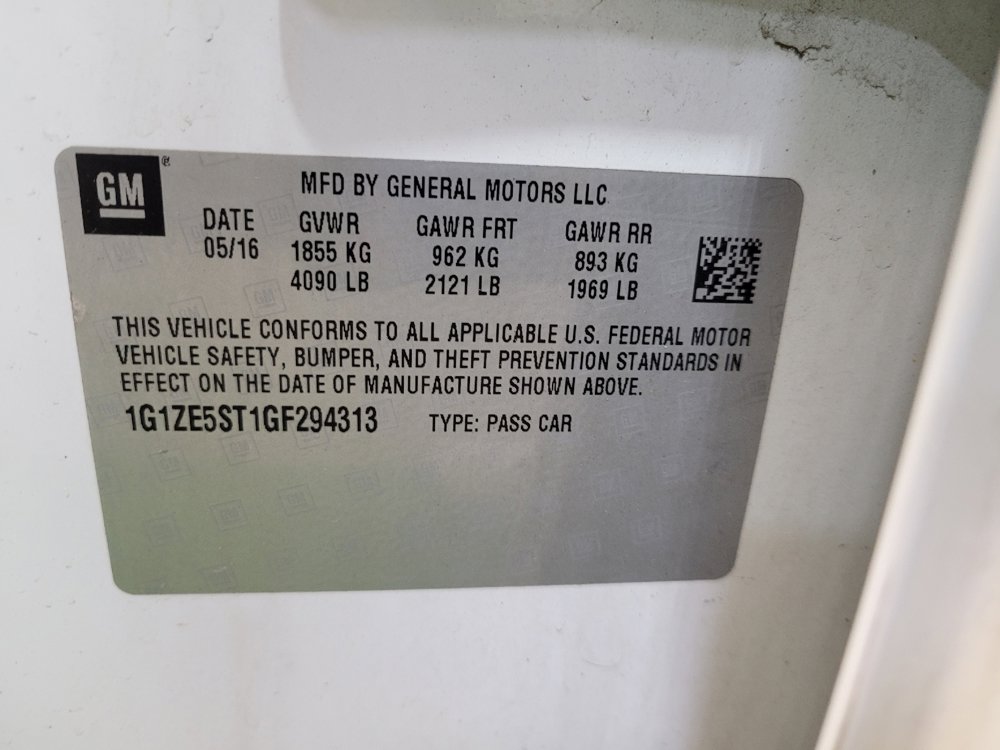 GM
MFD BY GENERAL MOTORS LLC
DATE GVWR GAWR FRT GAWR RR
05/16 1855 KG 962 KG 893 KG
4090 LB 2121 LB 1969 LB
THIS VEHICLE CONFORMS TO ALL APPLICABLE U.S. FEDERAL MOTOR
VEHICLE SAFETY, BUMPER, AND THEFT PREVENTION STANDARDS IN
EFFECT ON THE DATE OF MANUFACTURE SHOWN ABOVE.
1G1ZE5ST1GF294313 TYPE: PASS CAR